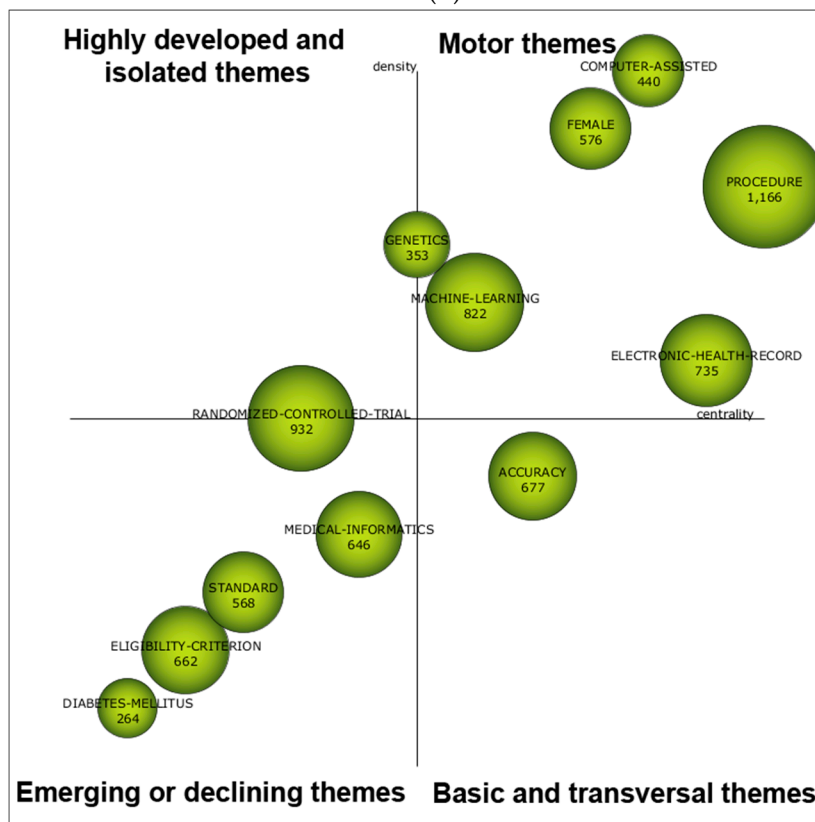 Highly developed and
isolated themes
Motor themes
density
COMPUTER-ASSISTED
440
FEMALE
576
PROCEDURE
1,166
GENETICS
353
MACHINE-LEARNING
822
ELECTRONIC-HEALTH-RECORD
735
RANDOMIZED-CONTROLLED-TRIAL
932
centrality
ACCURACY
677
MEDICAL-INFORMATICS
646
STANDARD
568
ELIGIBILITY-CRITERION
662
DIABETES-MELLITUS
264
Emerging or declining themes
Basic and transversal themes